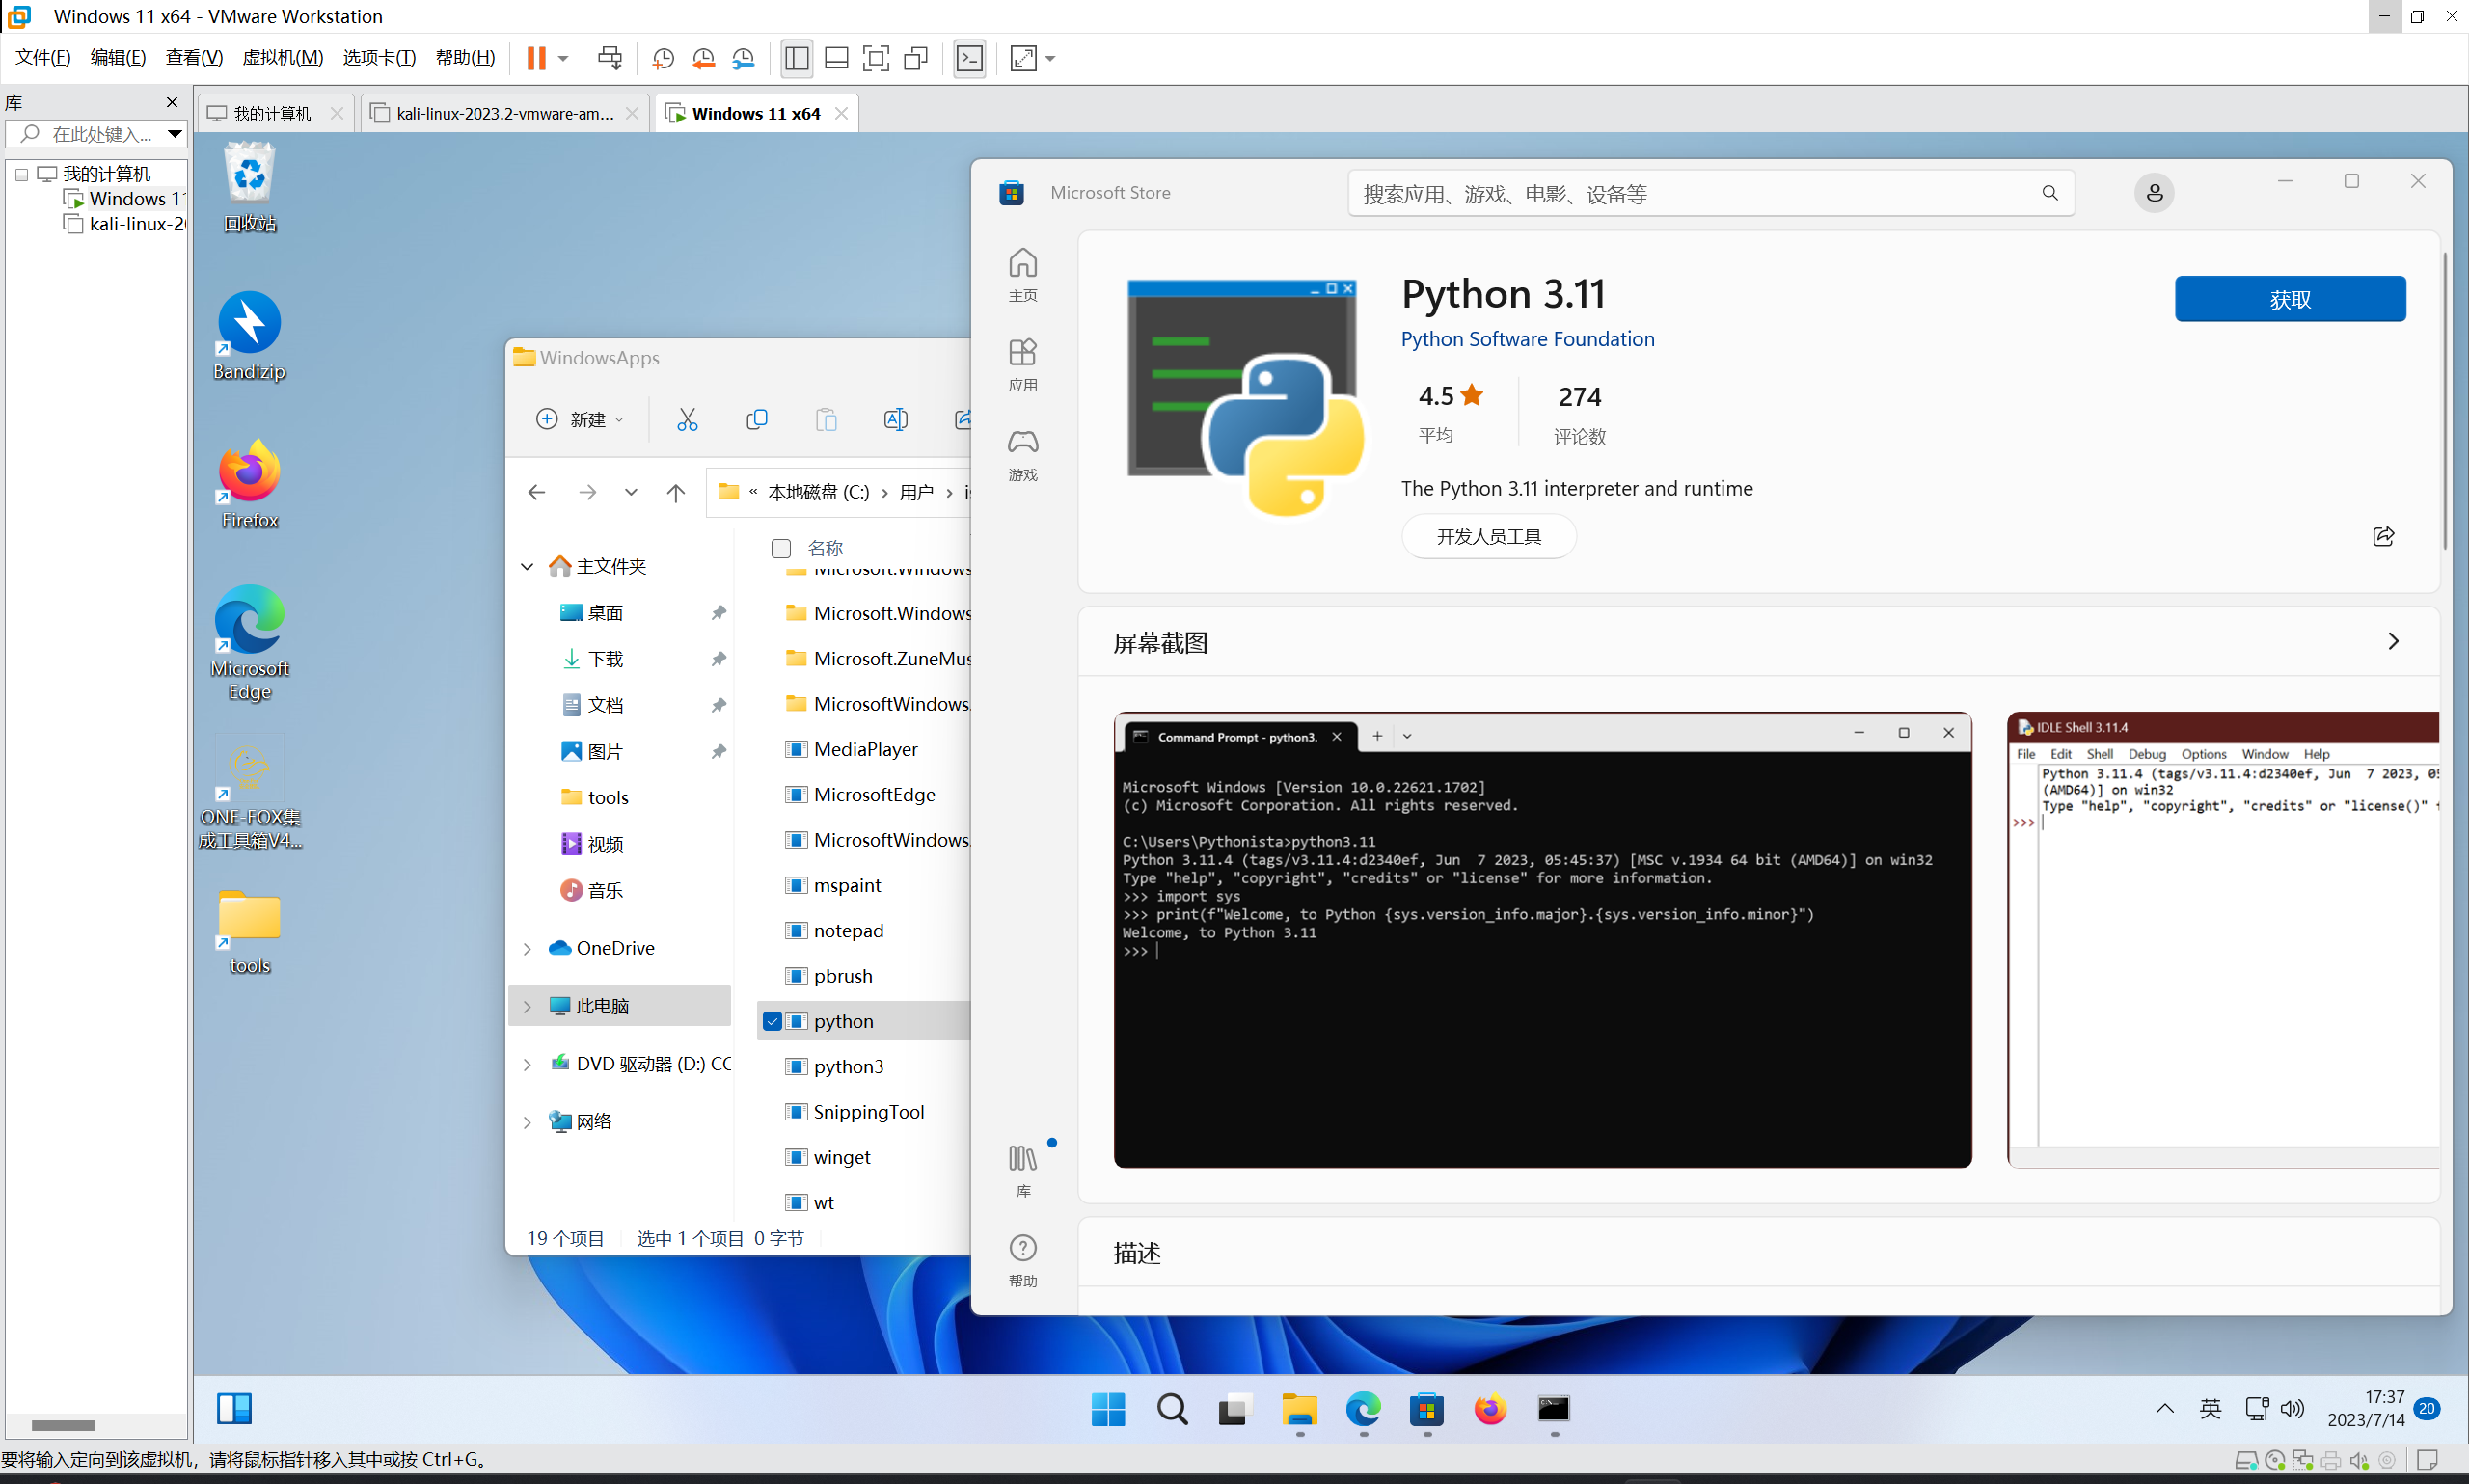 Windows 11 x64 - VMware Workstation
文件(F) 编辑(E) 查看(V) 虚拟机(M) 选项卡(T) 帮助(H)
库
在此处键入...
我的计算机
Windows 11
kali-linux-20
我的计算机
kali-linux-2023.2-vmware-am...
Windows 11 x64
回收站
Bandizip
Firefox
Microsoft
Edge
ONE-FOX集
成工具箱V4...
tools
WindowsApps
新建
« 本地磁盘 (C:) › 用户 ›
名称
主文件夹
桌面
下载
文档
图片
tools
视频
音乐
OneDrive
此电脑
DVD 驱动器 (D:) CC
网络
Microsoft.Windows
Microsoft.Windows
Microsoft.ZuneMus
MicrosoftWindows.
MediaPlayer
MicrosoftEdge
MicrosoftWindows.
mspaint
notepad
pbrush
python
python3
SnippingTool
winget
wt
19 个项目 选中 1 个项目 0 字节
Microsoft Store
搜索应用、游戏、电影、设备等
主页
应用
游戏
库
帮助
Python 3.11
获取
Python Software Foundation
4.5
平均
274
评论数
The Python 3.11 interpreter and runtime
开发人员工具
屏幕截图
Command Prompt - python3.
Microsoft Windows [Version 10.0.22621.1702]
(c) Microsoft Corporation. All rights reserved.
C:\Users\Pythonista>python3.11
Python 3.11.4 (tags/v3.11.4:d2340ef, Jun  7 2023, 05:45:37) [MSC v.1934 64 bit (AMD64)] on win32
Type "help", "copyright", "credits" or "license" for more information.
>>> import sys
>>> print(f"Welcome, to Python {sys.version_info.major}.{sys.version_info.minor}")
Welcome, to Python 3.11
>>>
IDLE Shell 3.11.4
File Edit Shell Debug Options Window Help
Python 3.11.4 (tags/v3.11.4:d2340ef, Jun  7 2023, 05
(AMD64)] on win32
Type "help", "copyright", "credits" or "license()"
>>>
描述
英
17:37
2023/7/14
20
要将输入定向到该虚拟机，请将鼠标指针移入其中或按 Ctrl+G。